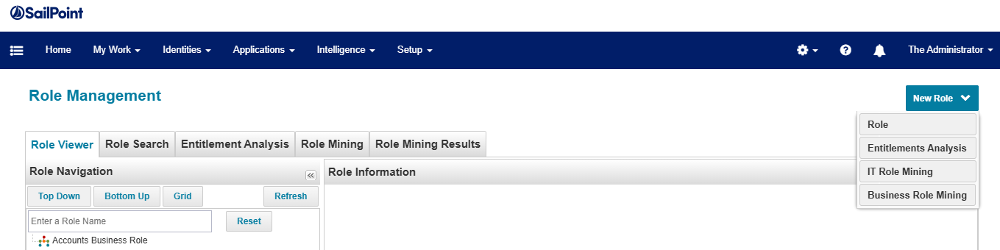 SailPoint
Home My Work Identities Applications Intelligence Setup The Administrator
Role Management
New Role
Role
Entitlements Analysis
IT Role Mining
Business Role Mining
Role Viewer Role Search Entitlement Analysis Role Mining Role Mining Results
Role Navigation
Role Information
Top Down Bottom Up Grid Refresh
Enter a Role Name Reset
Accounts Business Role